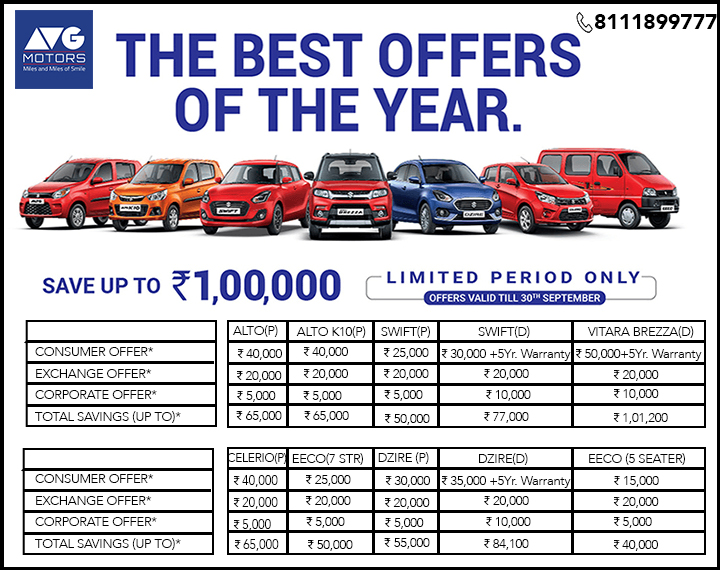 AVG
MOTORS
Miles and Miles of Smile
8111899777
THE BEST OFFERS
OF THE YEAR.
ALTO K10 SWIFT BREZZA DZIRE
SAVE UP TO ₹1,00,000
LIMITED PERIOD ONLY
OFFERS VALID TILL 30TH SEPTEMBER
ALTO(P) ALTO K10(P) SWIFT(P) SWIFT(D) VITARA BREZZA(D)
CONSUMER OFFER* ₹ 40,000 ₹ 40,000 ₹ 25,000 ₹ 30,000 +5Yr. Warranty ₹ 50,000+5Yr. Warranty
EXCHANGE OFFER* ₹ 20,000 ₹ 20,000 ₹ 20,000 ₹ 20,000 ₹ 20,000
CORPORATE OFFER* ₹ 5,000 ₹ 5,000 ₹ 5,000 ₹ 10,000 ₹ 10,000
TOTAL SAVINGS (UP TO)* ₹ 65,000 ₹ 65,000 ₹ 50,000 ₹ 77,000 ₹ 1,01,200
CELERIO(P) EECO(7 STR) DZIRE (P) DZIRE(D) EECO (5 SEATER)
CONSUMER OFFER* ₹ 40,000 ₹ 25,000 ₹ 30,000 ₹ 35,000 +5Yr. Warranty ₹ 15,000
EXCHANGE OFFER* ₹ 20,000 ₹ 20,000 ₹ 20,000 ₹ 20,000 ₹ 20,000
CORPORATE OFFER* ₹ 5,000 ₹ 5,000 ₹ 5,000 ₹ 10,000 ₹ 5,000
TOTAL SAVINGS (UP TO)* ₹ 65,000 ₹ 50,000 ₹ 55,000 ₹ 84,100 ₹ 40,000